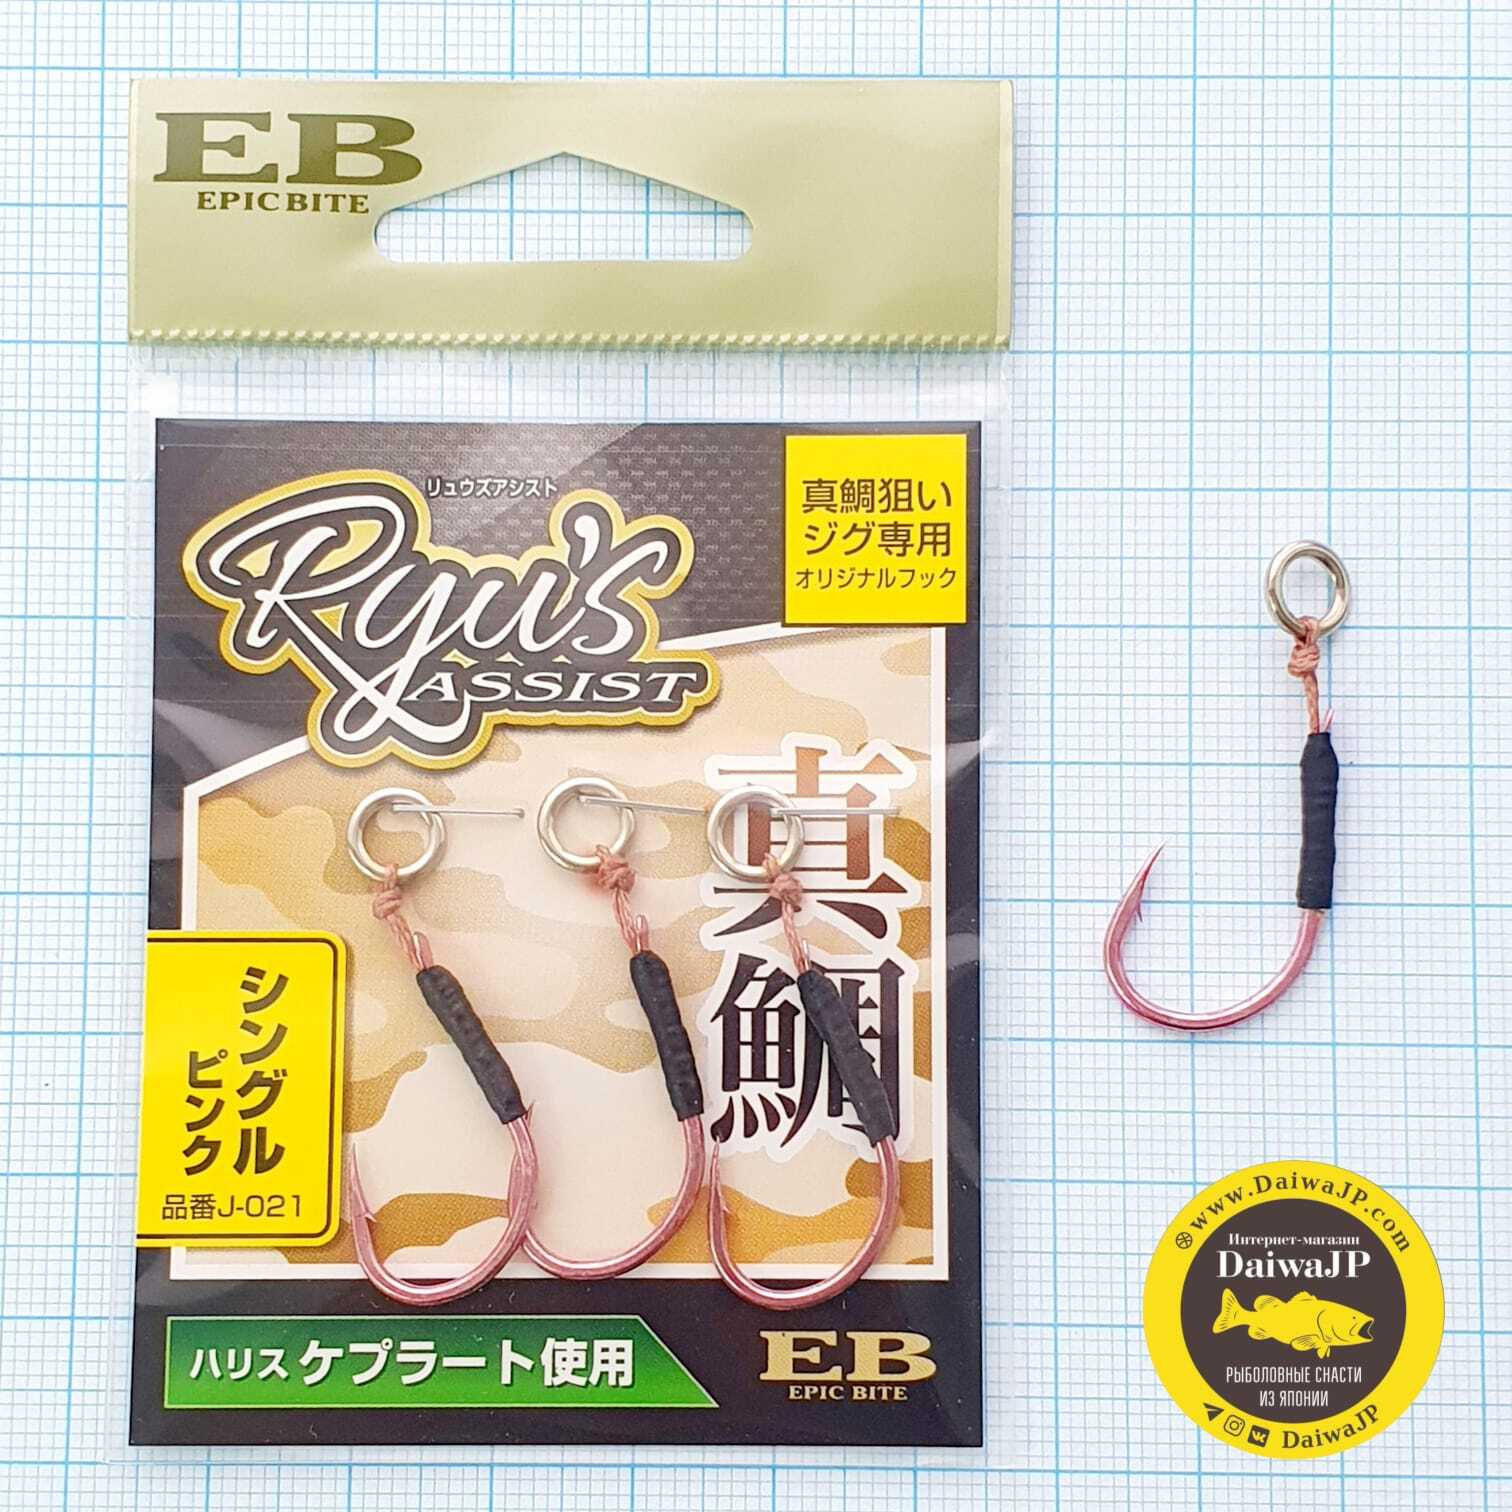 EB
EPIC BITE
リュウズアシスト
Ryu's
ASSIST
真鯛狙い
ジグ専用
オリジナルフック
真鯛
シングル
ピンク
品番J-021
ハリス ケプラート使用
EB
EPIC BITE
www.DaiwaJP.com
Интернет-магазин
DaiwaJP
РЫБОЛОВНЫЕ СНАСТИ
ИЗ ЯПОНИИ
DaiwaJP